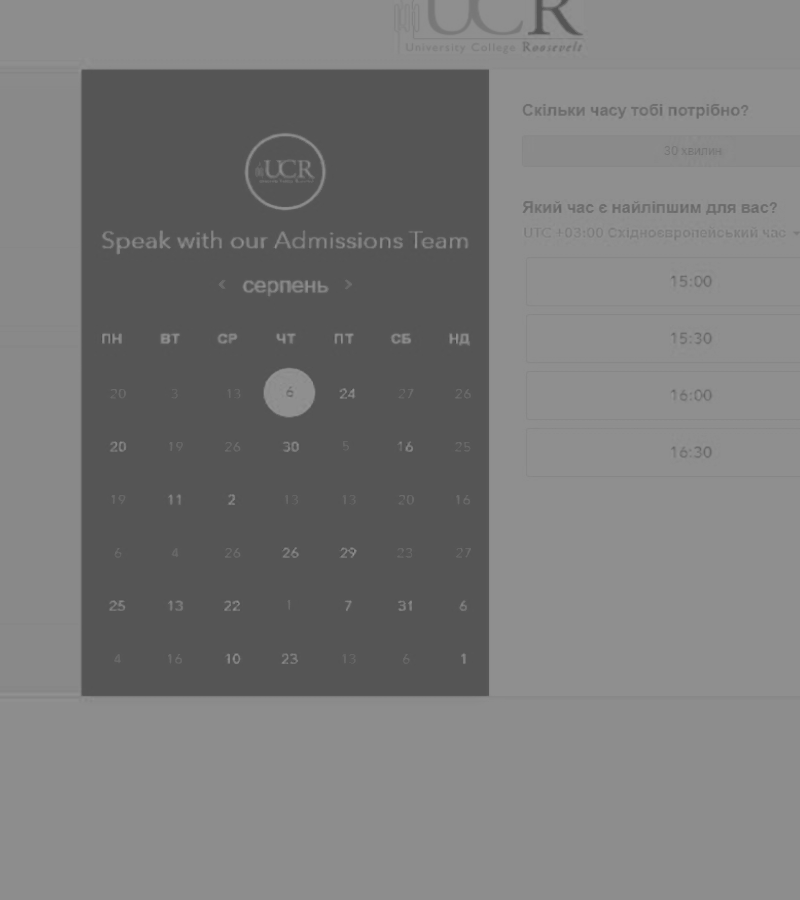 UCR
University College Roosevelt
UCR
Speak with our Admissions Team
< серпень >
ПН ВТ СР ЧТ ПТ СБ НД
20 3 13 6 24 27 26
20 19 26 30 5 16 25
19 11 2 13 13 20 16
6 4 26 26 29 23 27
25 13 22 1 7 31 6
4 16 10 23 13 6 1
Скільки часу тобі потрібно?
30 хвилин
Який час є найліпшим для вас?
UTC +03:00 Східноєвропейський час
15:00
15:30
16:00
16:30